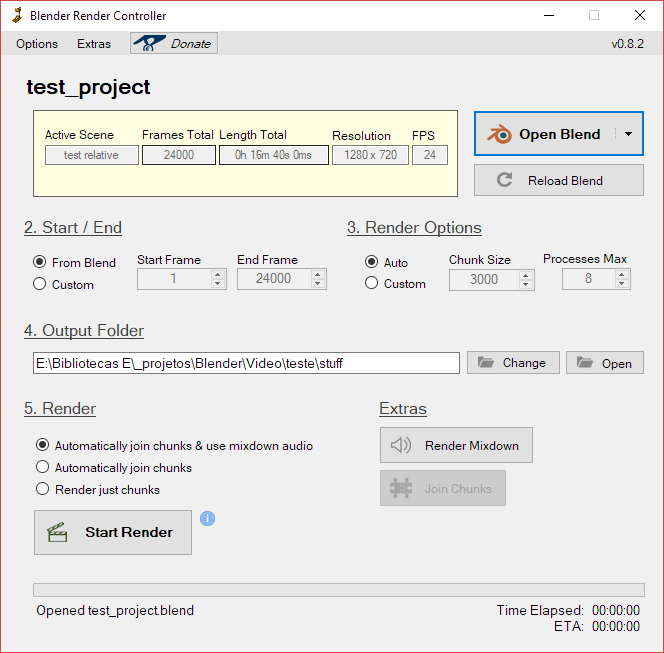 Blender Render Controller
Options Extras Donate v0.8.2
test_project
Active Scene Frames Total Length Total Resolution FPS
test relative 24000 0h 16m 40s 0ms 1280 x 720 24
Open Blend
Reload Blend
2. Start / End
From Blend Start Frame End Frame
Custom 1 24000
3. Render Options
Auto Chunk Size Processes Max
Custom 3000 8
4. Output Folder
E:\Bibliotecas E\_projetos\Blender\Video\teste\stuff Change Open
5. Render
Automatically join chunks & use mixdown audio
Automatically join chunks
Render just chunks
Start Render
Extras
Render Mixdown
Join Chunks
Opened test_project.blend Time Elapsed: 00:00:00
ETA: 00:00:00